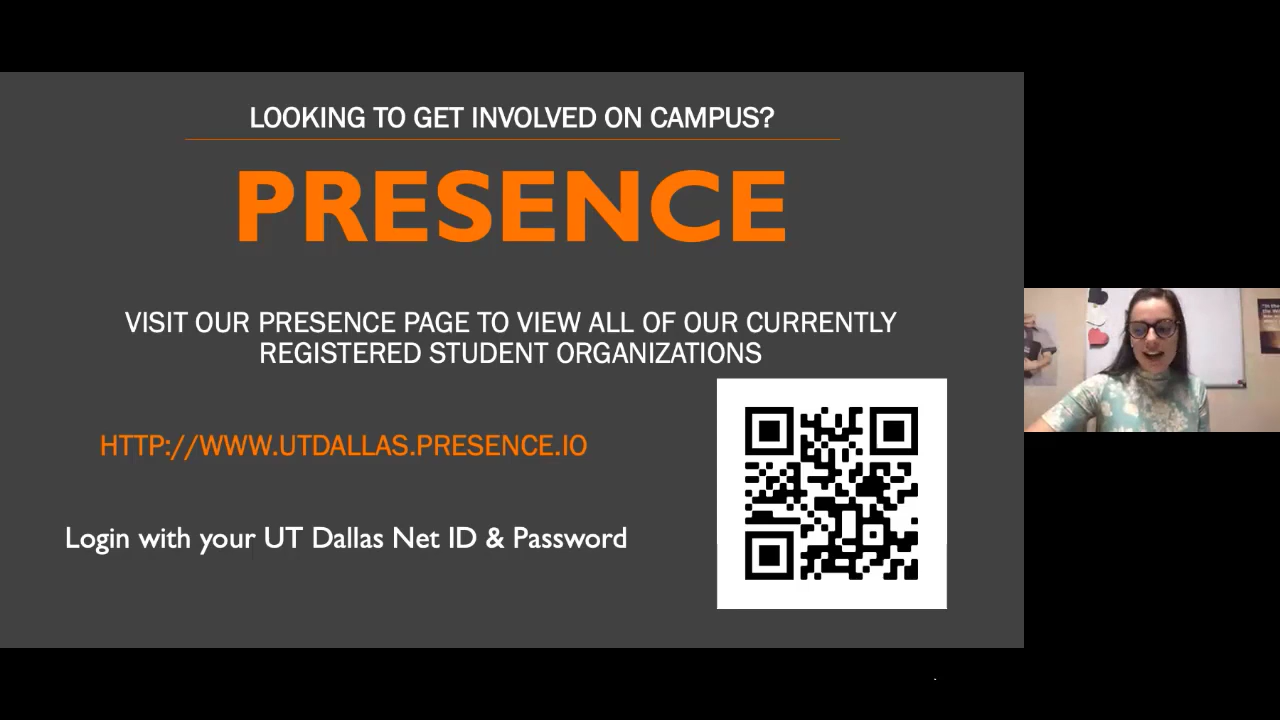 LOOKING TO GET INVOLVED ON CAMPUS?
PRESENCE
VISIT OUR PRESENCE PAGE TO VIEW ALL OF OUR CURRENTLY
REGISTERED STUDENT ORGANIZATIONS
HTTP://WWW.UTDALLAS.PRESENCE.IO
Login with your UT Dallas Net ID & Password